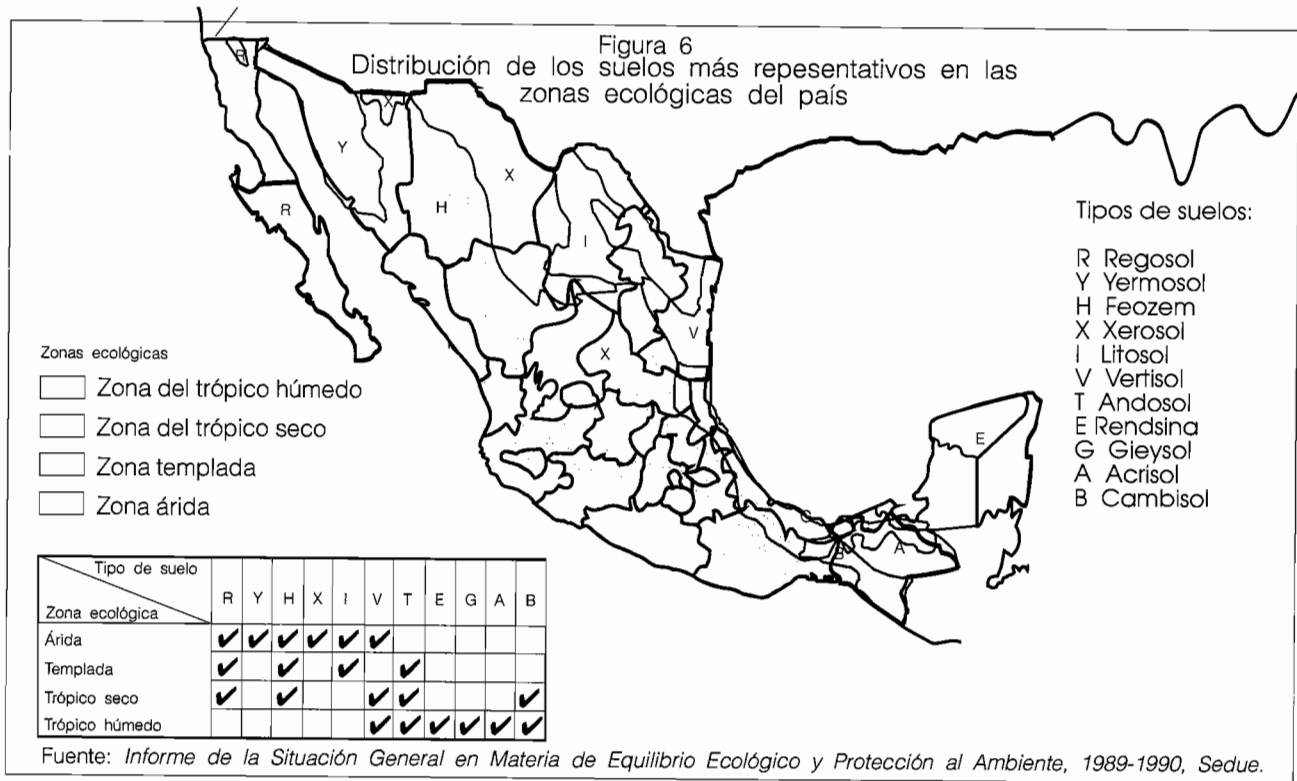 Figura 6
Distribución de los suelos más repesentativos en las
zonas ecológicas del país
B
X
Y
X
H
R
I
V
X
E
G
B
A
Tipos de suelos:
R Regosol
Y Yermosol
H Feozem
X Xerosol
I Litosol
V Vertisol
T Andosol
E Rendsina
G Gieysol
A Acrisol
B Cambisol
Zonas ecológicas
Zona del trópico húmedo
Zona del trópico seco
Zona templada
Zona árida
Tipo de suelo
Zona ecológica
R Y H X I V T E G A B
Árida ✔ ✔ ✔ ✔ ✔ ✔
Templada ✔ ✔ ✔ ✔
Trópico seco ✔ ✔ ✔ ✔ ✔
Trópico húmedo ✔ ✔ ✔ ✔ ✔ ✔
Fuente: Informe de la Situación General en Materia de Equilibrio Ecológico y Protección al Ambiente, 1989-1990, Sedue.